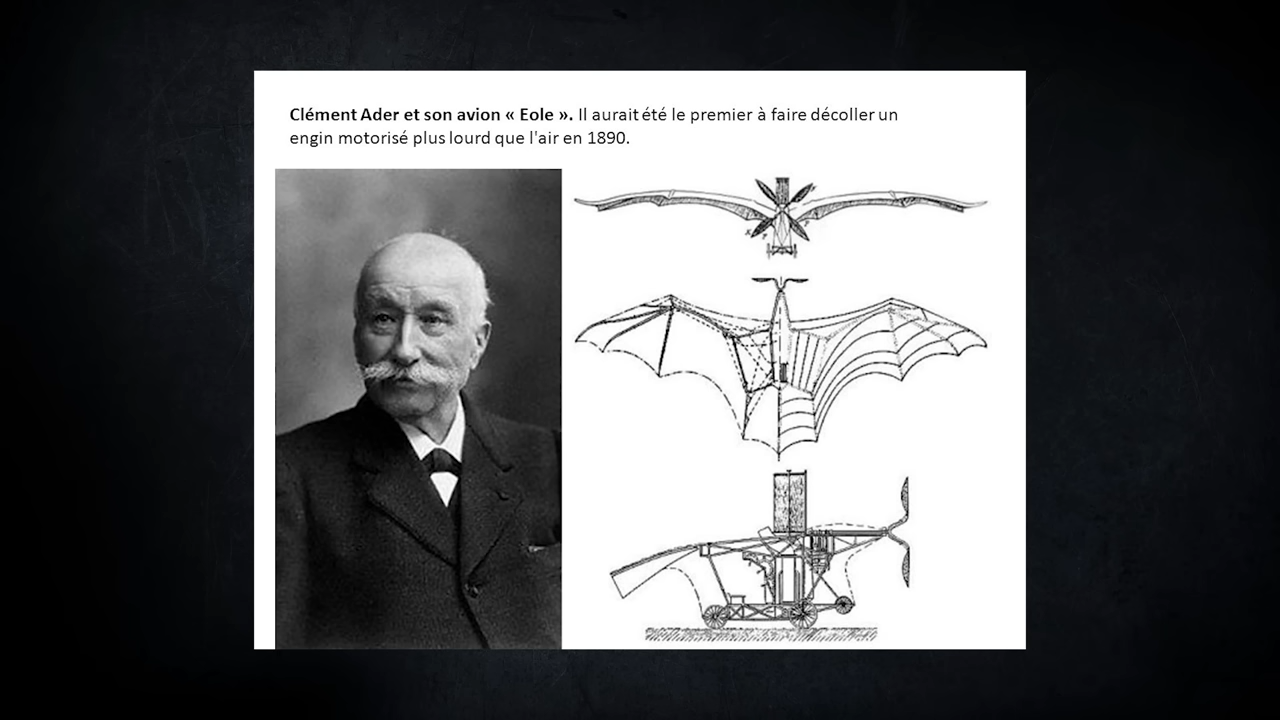 Clément Ader et son avion « Eole ». Il aurait été le premier à faire décoller un
engin motorisé plus lourd que l'air en 1890.